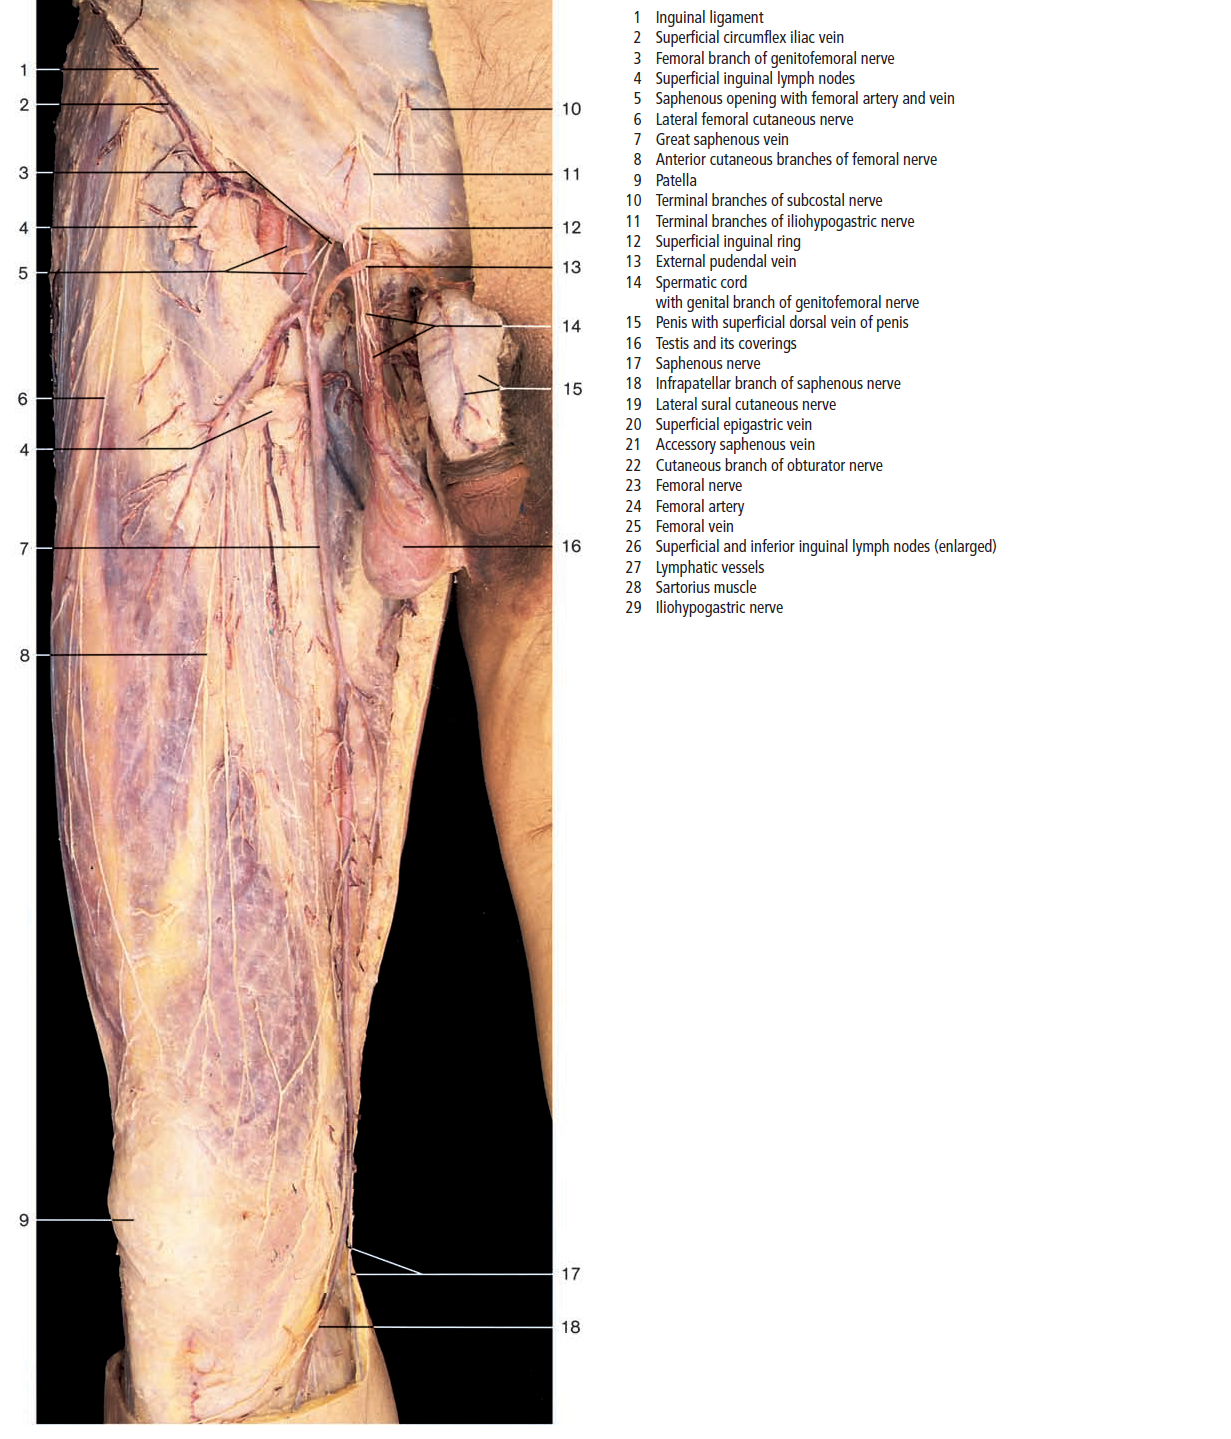 1
2
3
4
5
6
4
7
8
9
10
11
12
13
14
15
16
17
18
1 Inguinal ligament
2 Superficial circumflex iliac vein
3 Femoral branch of genitofemoral nerve
4 Superficial inguinal lymph nodes
5 Saphenous opening with femoral artery and vein
6 Lateral femoral cutaneous nerve
7 Great saphenous vein
8 Anterior cutaneous branches of femoral nerve
9 Patella
10 Terminal branches of subcostal nerve
11 Terminal branches of iliohypogastric nerve
12 Superficial inguinal ring
13 External pudendal vein
14 Spermatic cord
with genital branch of genitofemoral nerve
15 Penis with superficial dorsal vein of penis
16 Testis and its coverings
17 Saphenous nerve
18 Infrapatellar branch of saphenous nerve
19 Lateral sural cutaneous nerve
20 Superficial epigastric vein
21 Accessory saphenous vein
22 Cutaneous branch of obturator nerve
23 Femoral nerve
24 Femoral artery
25 Femoral vein
26 Superficial and inferior inguinal lymph nodes (enlarged)
27 Lymphatic vessels
28 Sartorius muscle
29 Iliohypogastric nerve